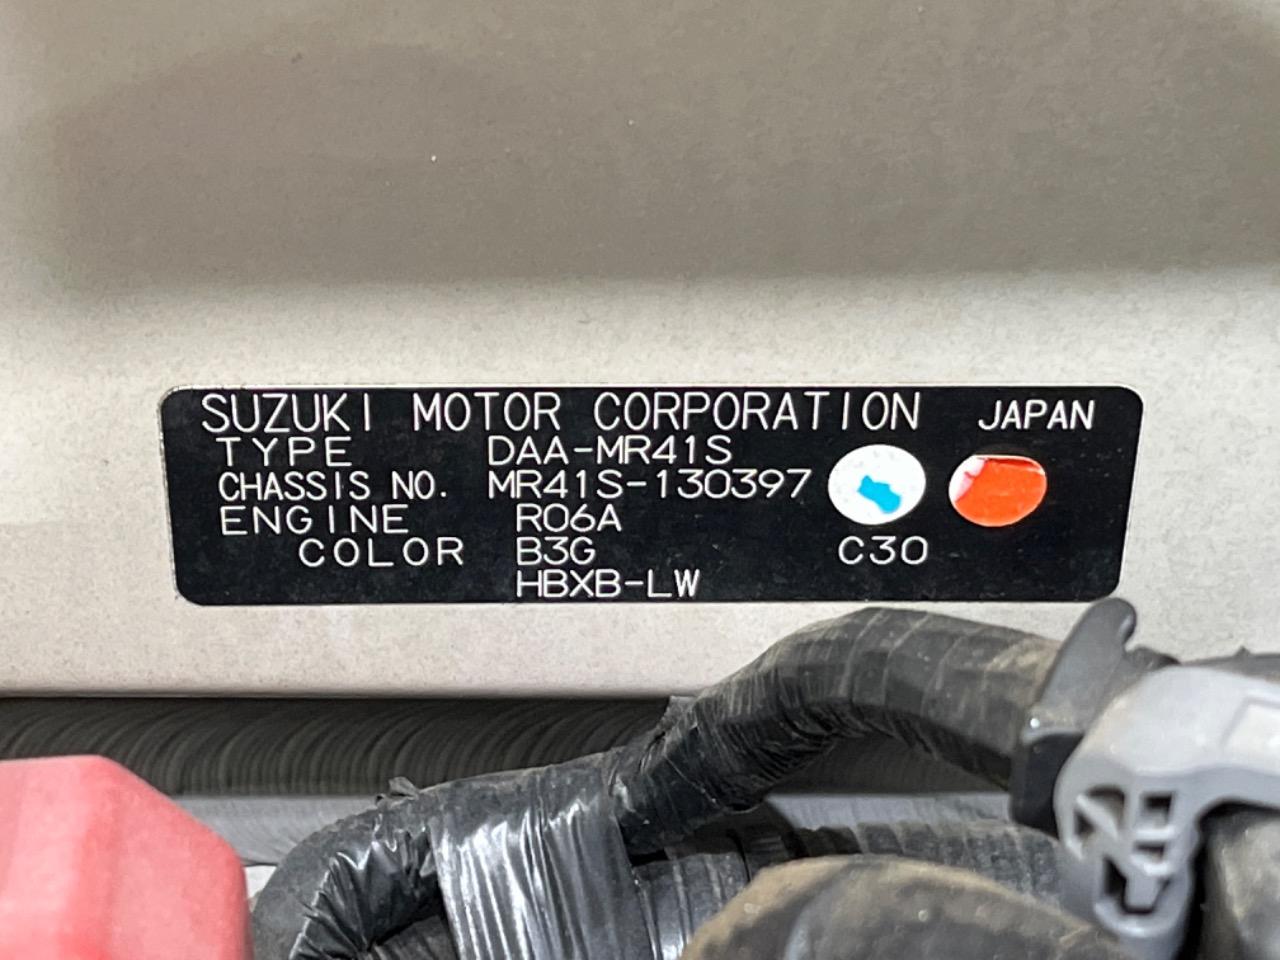 SUZUKI MOTOR CORPORATION JAPAN
TYPE DAA-MR41S
CHASSIS NO. MR41S-130397
ENGINE R06A
COLOR B3G C30
HBXB-LW